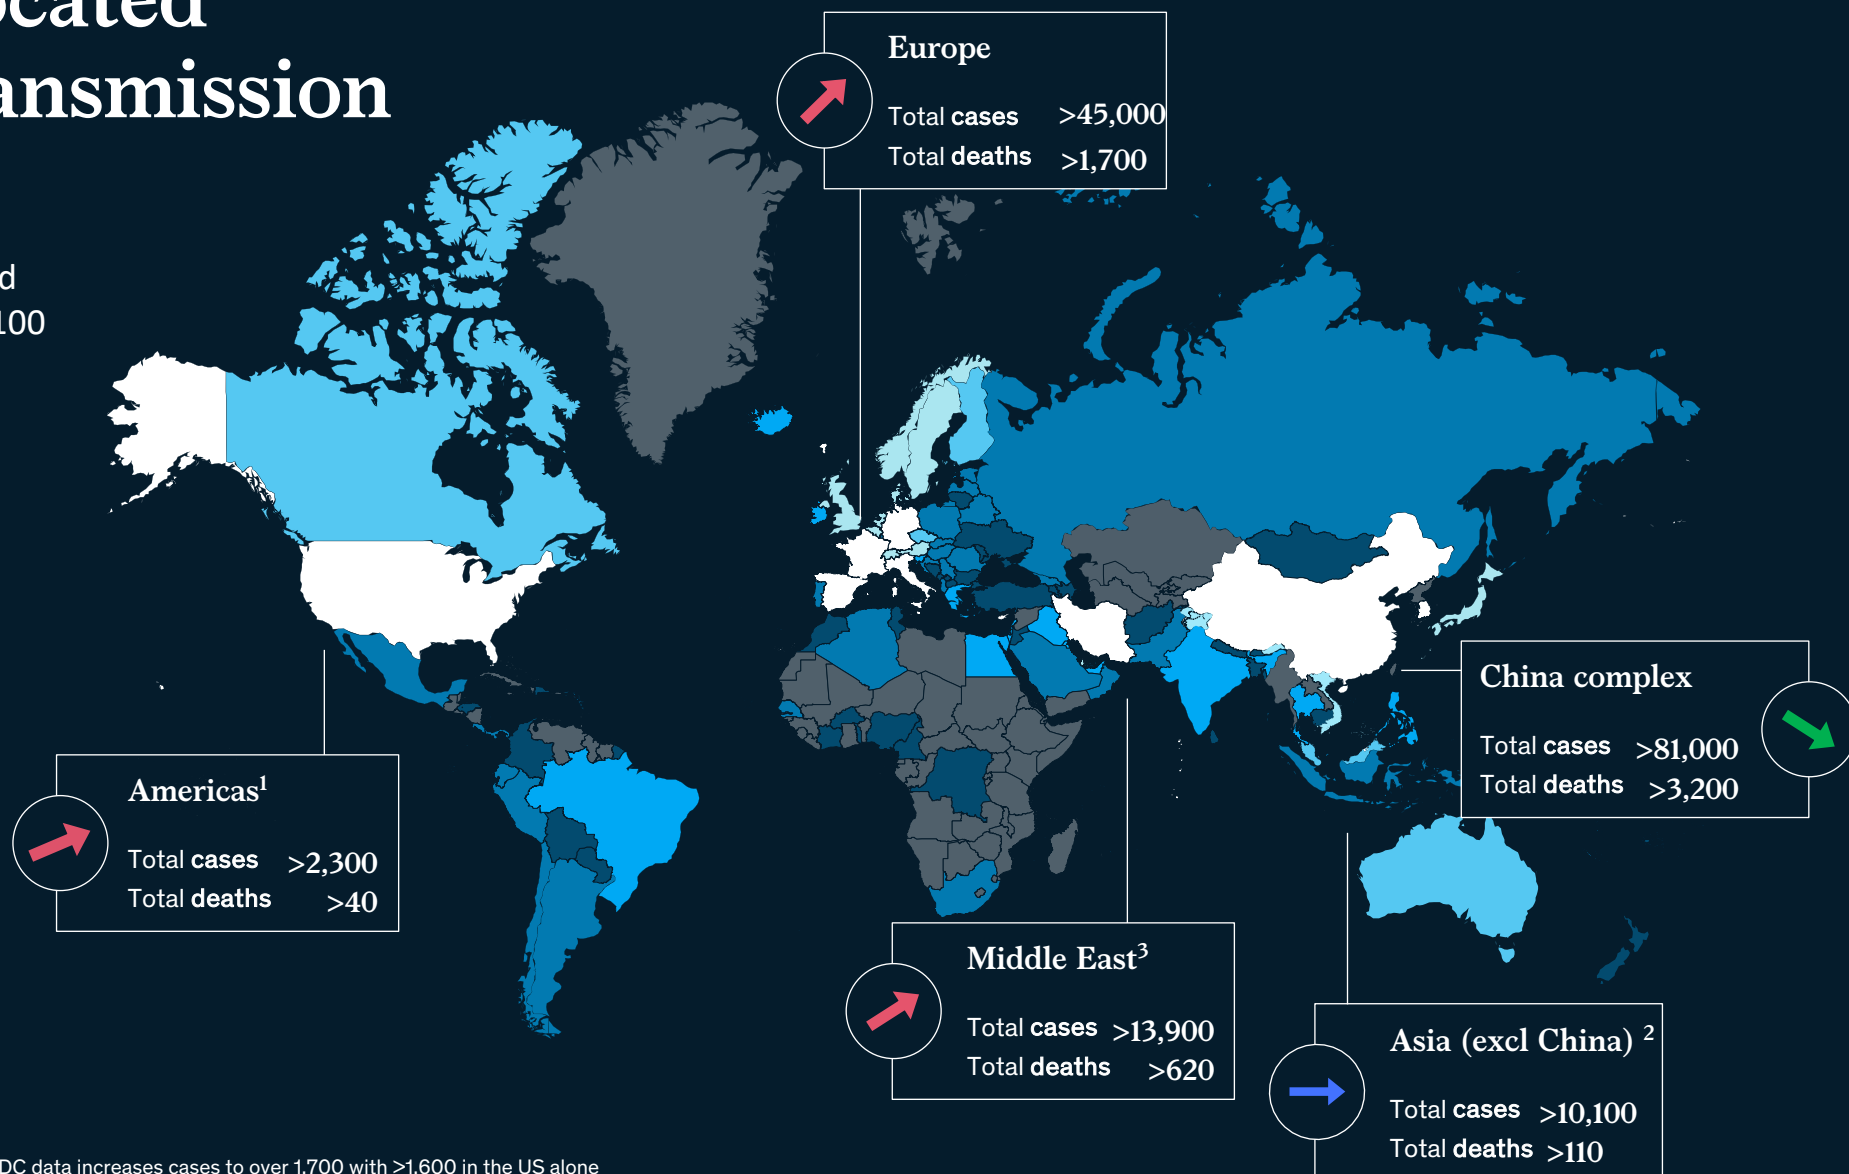 ocated
ansmission
d
100
Europe
Total cases >45,000
Total deaths >1,700
China complex
Total cases >81,000
Total deaths >3,200
Americas¹
Total cases >2,300
Total deaths >40
Middle East³
Total cases >13,900
Total deaths >620
Asia (excl China) ²
Total cases >10,100
Total deaths >110
DC data increases cases to over 1,700 with >1,600 in the US alone